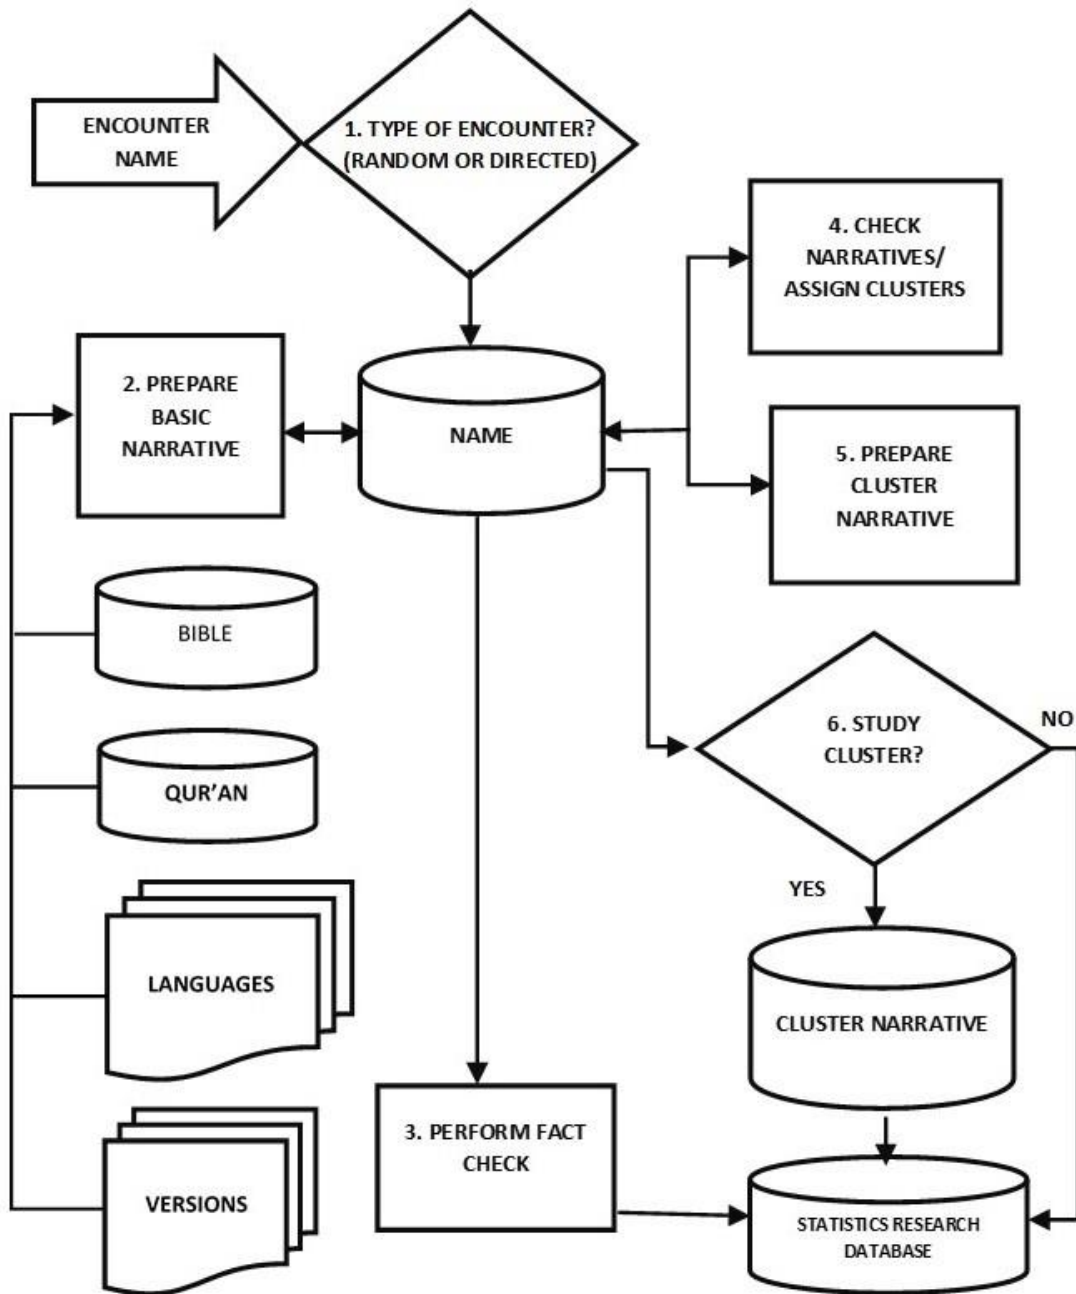 ENCOUNTER
NAME
1. TYPE OF ENCOUNTER?
(RANDOM OR DIRECTED)
4. CHECK
NARRATIVES/
ASSIGN CLUSTERS
2. PREPARE
BASIC
NARRATIVE
NAME
5. PREPARE
CLUSTER
NARRATIVE
BIBLE
QUR’AN
LANGUAGES
VERSIONS
3. PERFORM FACT
CHECK
6. STUDY
CLUSTER?
NO
YES
CLUSTER NARRATIVE
STATISTICS RESEARCH
DATABASE